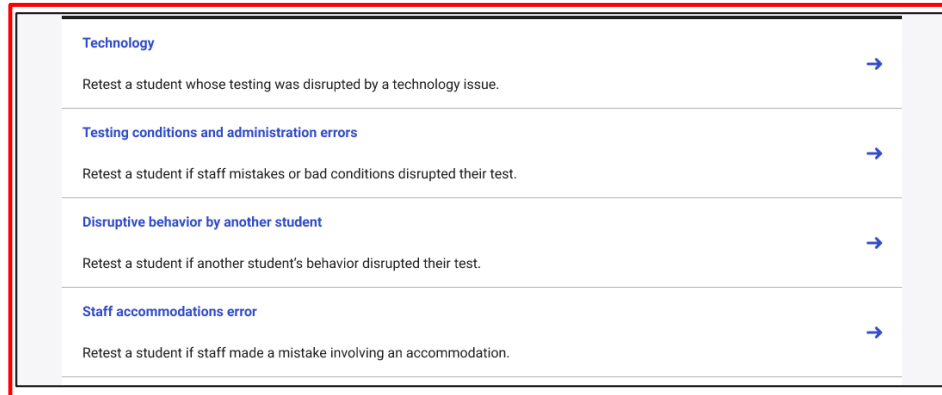 Technology
Retest a student whose testing was disrupted by a technology issue.
Testing conditions and administration errors
Retest a student if staff mistakes or bad conditions disrupted their test.
Disruptive behavior by another student
Retest a student if another student’s behavior disrupted their test.
Staff accommodations error
Retest a student if staff made a mistake involving an accommodation.